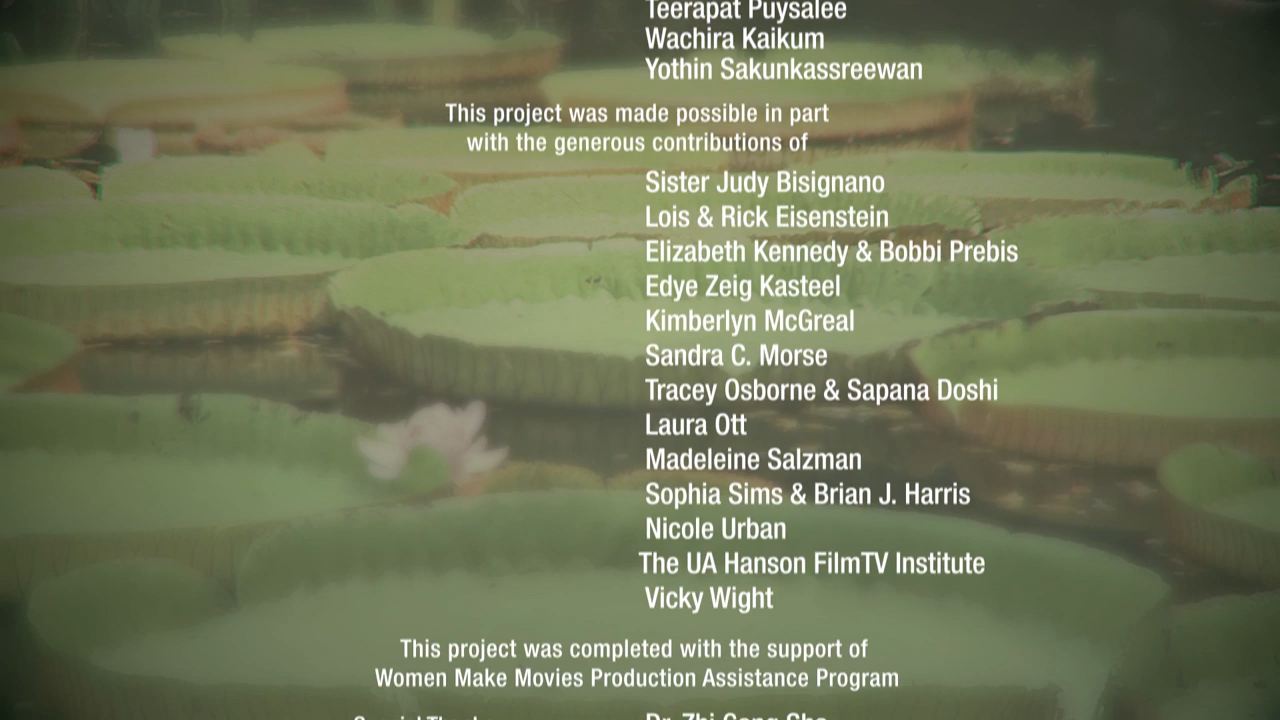 Teerapat Puysalee
Wachira Kaikum
Yothin Sakunkassreewan
This project was made possible in part
with the generous contributions of
Sister Judy Bisignano
Lois & Rick Eisenstein
Elizabeth Kennedy & Bobbi Prebis
Edye Zeig Kasteel
Kimberlyn McGreal
Sandra C. Morse
Tracey Osborne & Sapana Doshi
Laura Ott
Madeleine Salzman
Sophia Sims & Brian J. Harris
Nicole Urban
The UA Hanson FilmTV Institute
Vicky Wight
This project was completed with the support of
Women Make Movies Production Assistance Program